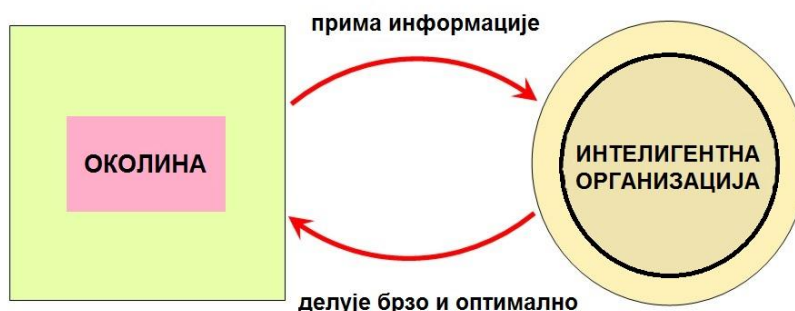 прима информације
ОКОЛИНА
ИНТЕЛИГЕНТНА
ОРГАНИЗАЦИЈА
делује брзо и оптимално